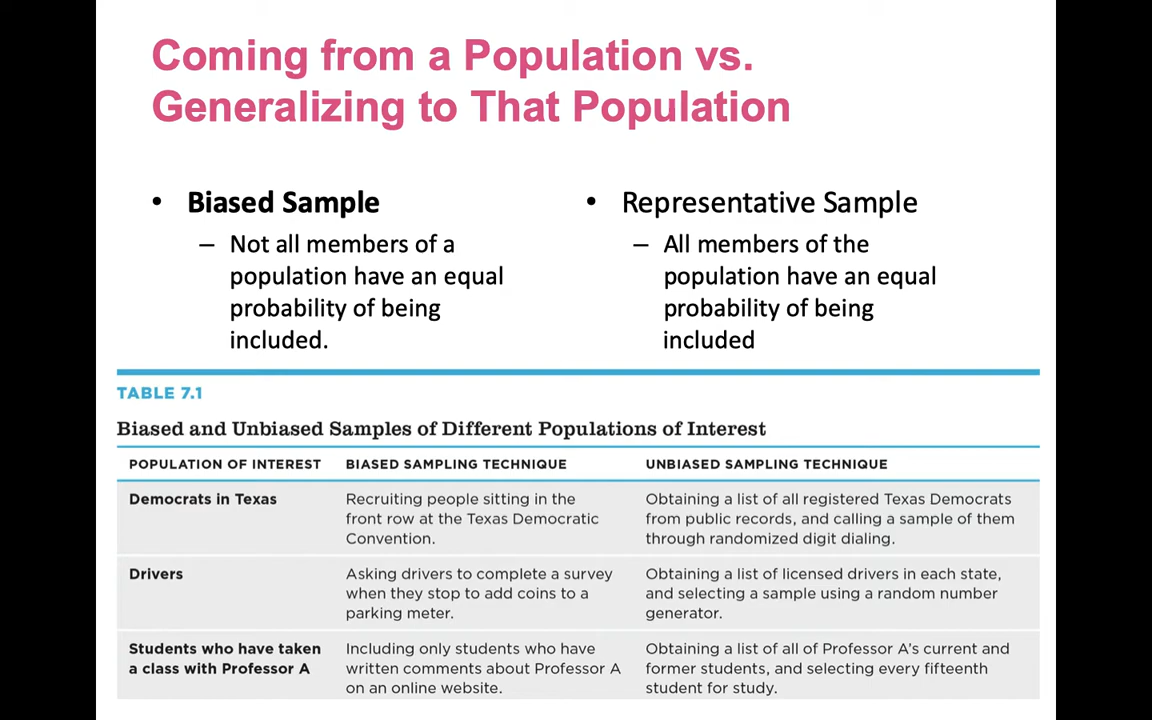 Coming from a Population vs.
Generalizing to That Population
• Biased Sample
– Not all members of a
population have an equal
probability of being
included.
• Representative Sample
– All members of the
population have an equal
probability of being
included
TABLE 7.1
Biased and Unbiased Samples of Different Populations of Interest
POPULATION OF INTEREST BIASED SAMPLING TECHNIQUE UNBIASED SAMPLING TECHNIQUE
Democrats in Texas
Recruiting people sitting in the
front row at the Texas Democratic
Convention.
Obtaining a list of all registered Texas Democrats
from public records, and calling a sample of them
through randomized digit dialing.
Drivers
Asking drivers to complete a survey
when they stop to add coins to a
parking meter.
Obtaining a list of licensed drivers in each state,
and selecting a sample using a random number
generator.
Students who have taken
a class with Professor A
Including only students who have
written comments about Professor A
on an online website.
Obtaining a list of all of Professor A's current and
former students, and selecting every fifteenth
student for study.